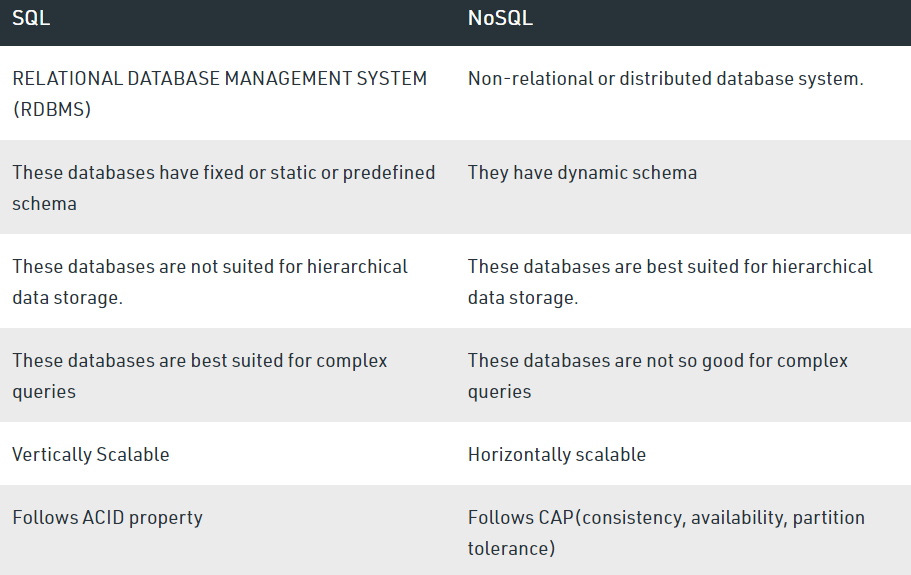 SQL NoSQL
RELATIONAL DATABASE MANAGEMENT SYSTEM
(RDBMS)
Non-relational or distributed database system.
These databases have fixed or static or predefined
schema
They have dynamic schema
These databases are not suited for hierarchical
data storage.
These databases are best suited for hierarchical
data storage.
These databases are best suited for complex
queries
These databases are not so good for complex
queries
Vertically Scalable
Horizontally scalable
Follows ACID property
Follows CAP(consistency, availability, partition
tolerance)